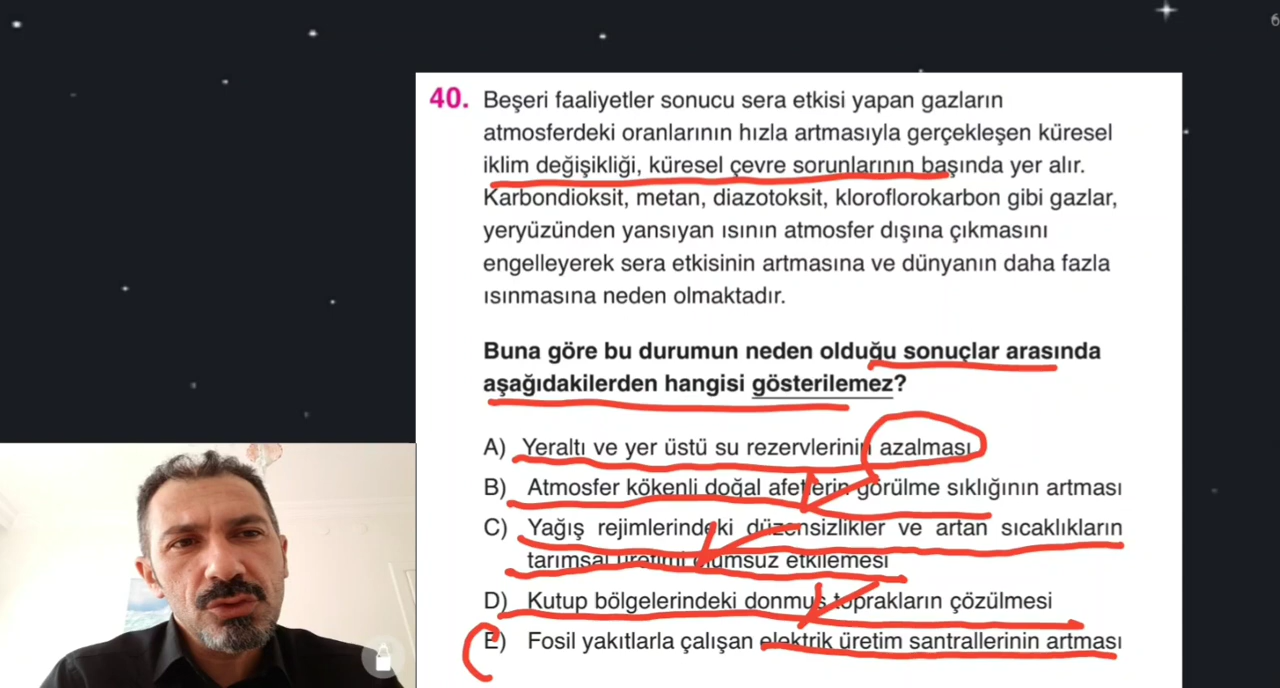 6
40. Beşeri faaliyetler sonucu sera etkisi yapan gazların
atmosferdeki oranlarının hızla artmasıyla gerçekleşen küresel
iklim değişikliği, küresel çevre sorunlarının başında yer alır.
Karbondioksit, metan, diazotoksit, kloroflorokarbon gibi gazlar,
yeryüzünden yansıyan ısının atmosfer dışına çıkmasını
engelleyerek sera etkisinin artmasına ve dünyanın daha fazla
ısınmasına neden olmaktadır.
Buna göre bu durumun neden olduğu sonuçlar arasında
aşağıdakilerden hangisi gösterilemez?
A) Yeraltı ve yer üstü su rezervlerinin azalması
B) Atmosfer kökenli doğal afetlerin görülme sıklığının artması
C) Yağış rejimlerindeki düzensizlikler ve artan sıcaklıkların
tarımsal üretimi olumsuz etkilemesi
D) Kutup bölgelerindeki donmuş toprakların çözülmesi
E) Fosil yakıtlarla çalışan elektrik üretim santrallerinin artması